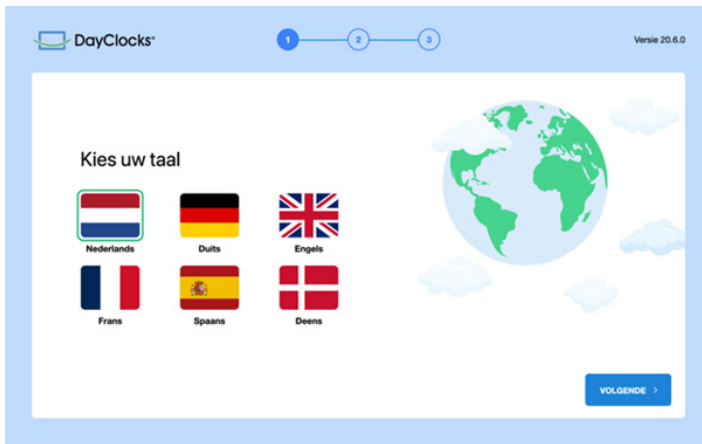 DayClocks®
1 2 3
Versie 20.6.0
Kies uw taal
Nederlands Duits Engels
Frans Spaans Deens
VOLGENDE >